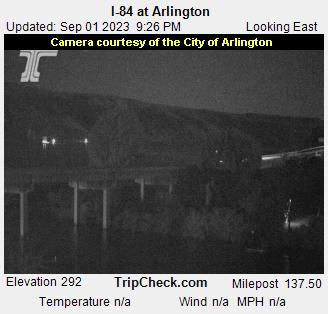 I-84 at Arlington
Updated: Sep 01 2023 9:26 PM Looking East
Camera courtesy of the City of Arlington
Elevation 292 TripCheck.com Milepost 137.50
Temperature n/a Wind n/a MPH n/a